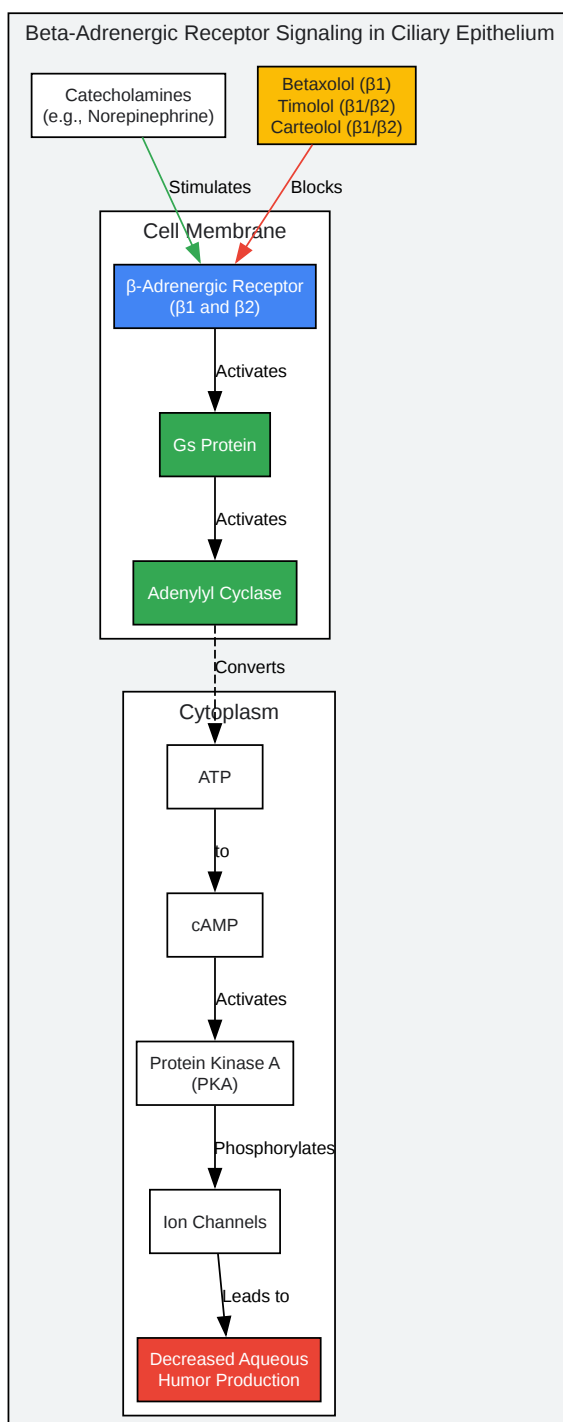 Beta-Adrenergic Receptor Signaling in Ciliary Epithelium
Catecholamines
(e.g., Norepinephrine)
Betaxolol (β1)
Timolol (β1/β2)
Carteolol (β1/β2)
Stimulates
Blocks
Cell Membrane
β-Adrenergic Receptor
(β1 and β2)
Activates
Gs Protein
Activates
Adenylyl Cyclase
Converts
Cytoplasm
ATP
to
cAMP
Activates
Protein Kinase A
(PKA)
Phosphorylates
Ion Channels
Leads to
Decreased Aqueous
Humor Production